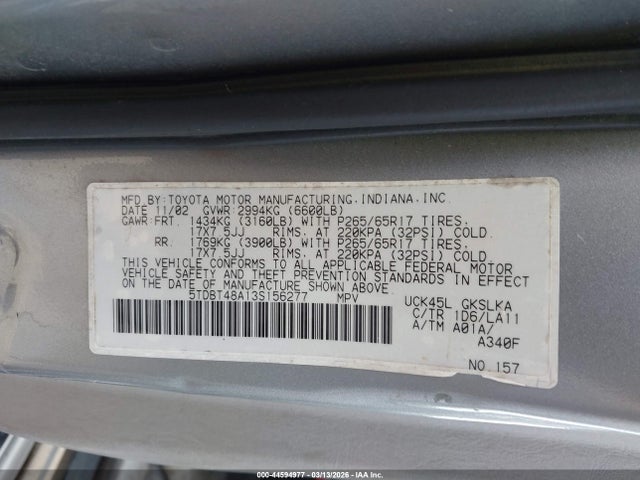 MFD.BY:TOYOTA MOTOR MANUFACTURING.INDIANA.INC.
DATE 11/02 GVWR:2994KG (6600LB)
GAWR:FRT. 1434KG (3160LB) WITH P265/65R17 TIRES.
17X7.5JJ RIMS. AT 220KPA (32PSI) COLD.
RR. 1769KG (3900LB) WITH P265/65R17 TIRES.
17X7.5JJ RIMS. AT 220KPA (32PSI) COLD.
THIS VEHICLE CONFORMS TO ALL APPLICABLE FEDERAL MOTOR
VEHICLE SAFETY AND THEFT PREVENTION STANDARDS IN EFFECT
ON THE DATE OF MANUFACTURE SHOWN ABOVE.
5TDBT48A13S156277 MPV
UCK45L GKSLKA
C/TR 1D6/LA11
A/TM A01A/
A340F
NO.157
000-44594977 - 03/13/2026 - IAA Inc.